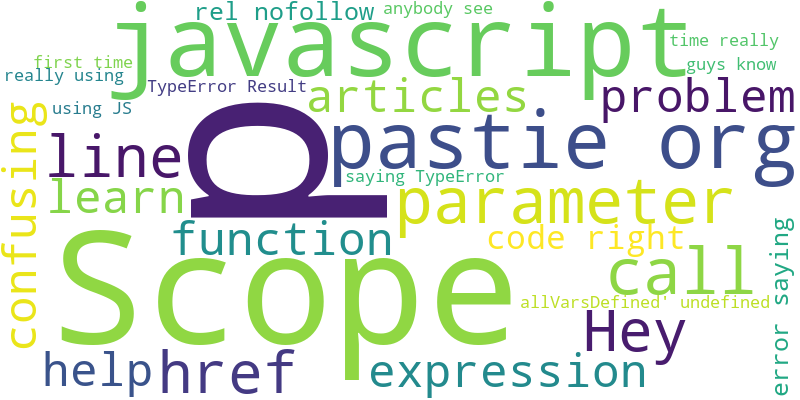 rel nofollow
anybody see
javascript
time really
first time
guys know
really using
TypeError Result
articles
problem
using JS
p
pastie org
line
confusing
saying TypeError
learn
parameter
function
code right
Scope
call
error saying
allVarsDefined' undefined
Hey
help
href
expression